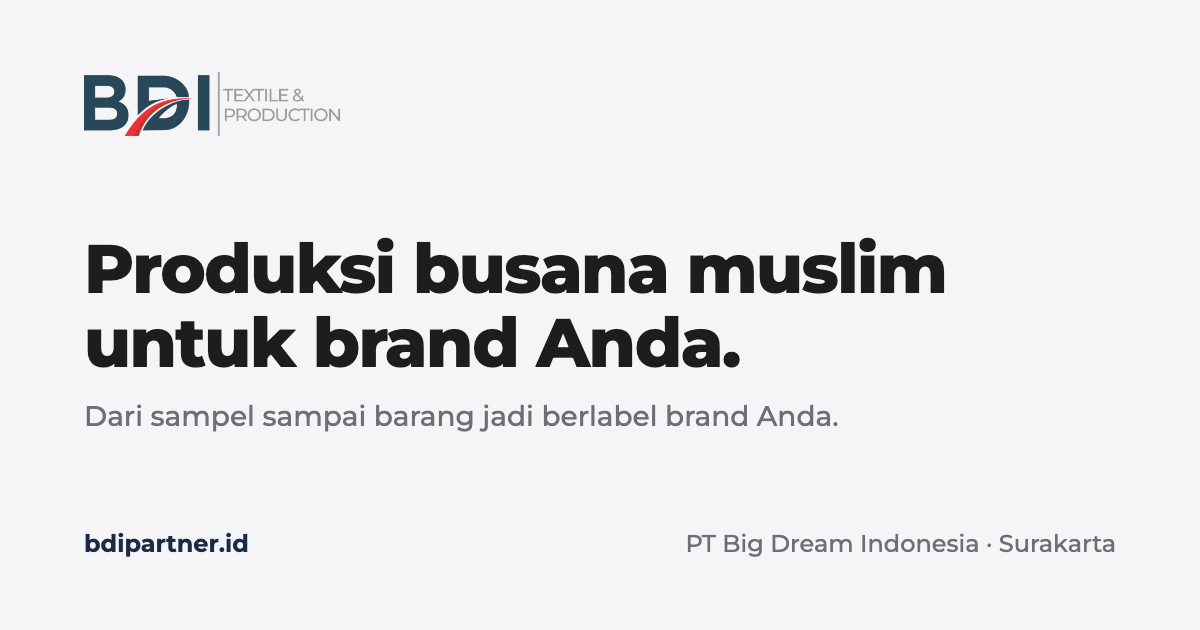 BDI
TEXTILE &
PRODUCTION
Produksi busana muslim
untuk brand Anda.
Dari sampel sampai barang jadi berlabel brand Anda.
bdipartner.id
PT Big Dream Indonesia · Surakarta